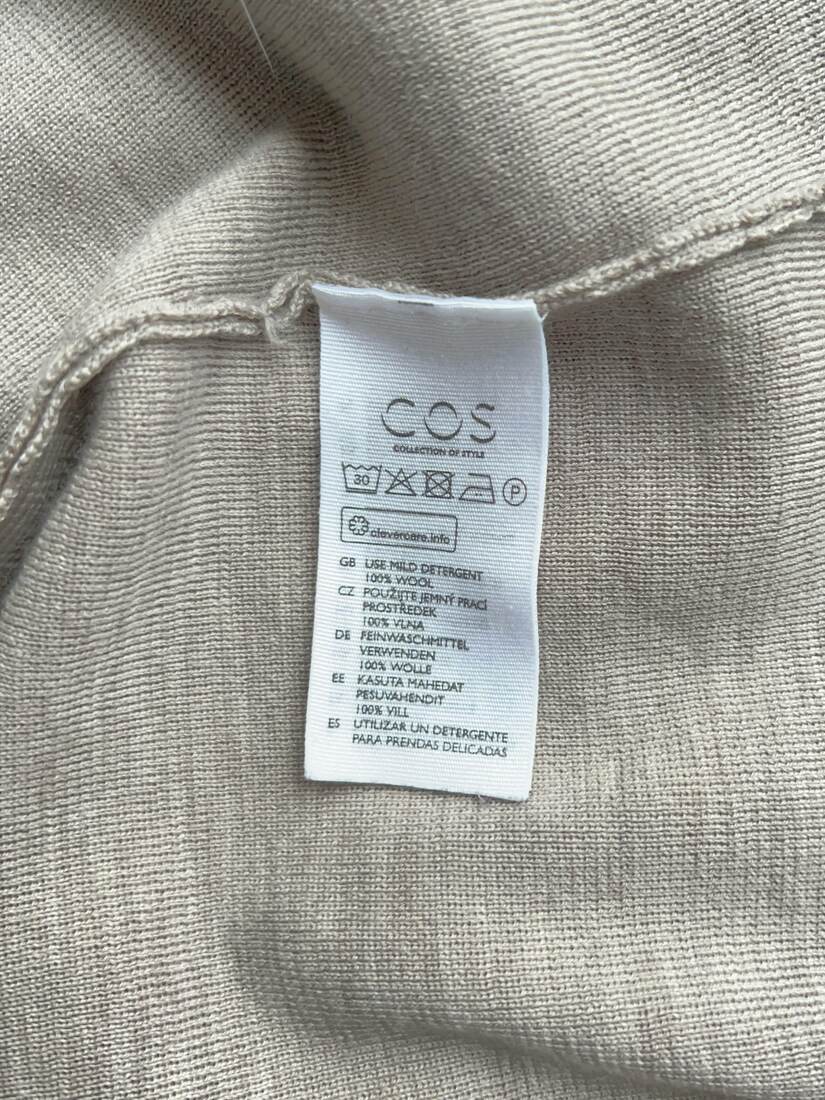 COS
COLLECTION OF STYLE
30
P
clevercare.info
GB USE MILD DETERGENT
100% WOOL
CZ POUŽIJTE JEMNÝ PRACÍ
PROSTŘEDEK
100% VLNA
DE FEINWASCHMITTEL
VERWENDEN
100% WOLLE
EE KASUTA MAHEDAT
PESUVAHENDIT
100% VILL
ES UTILIZAR UN DETERGENTE
PARA PRENDAS DELICADAS